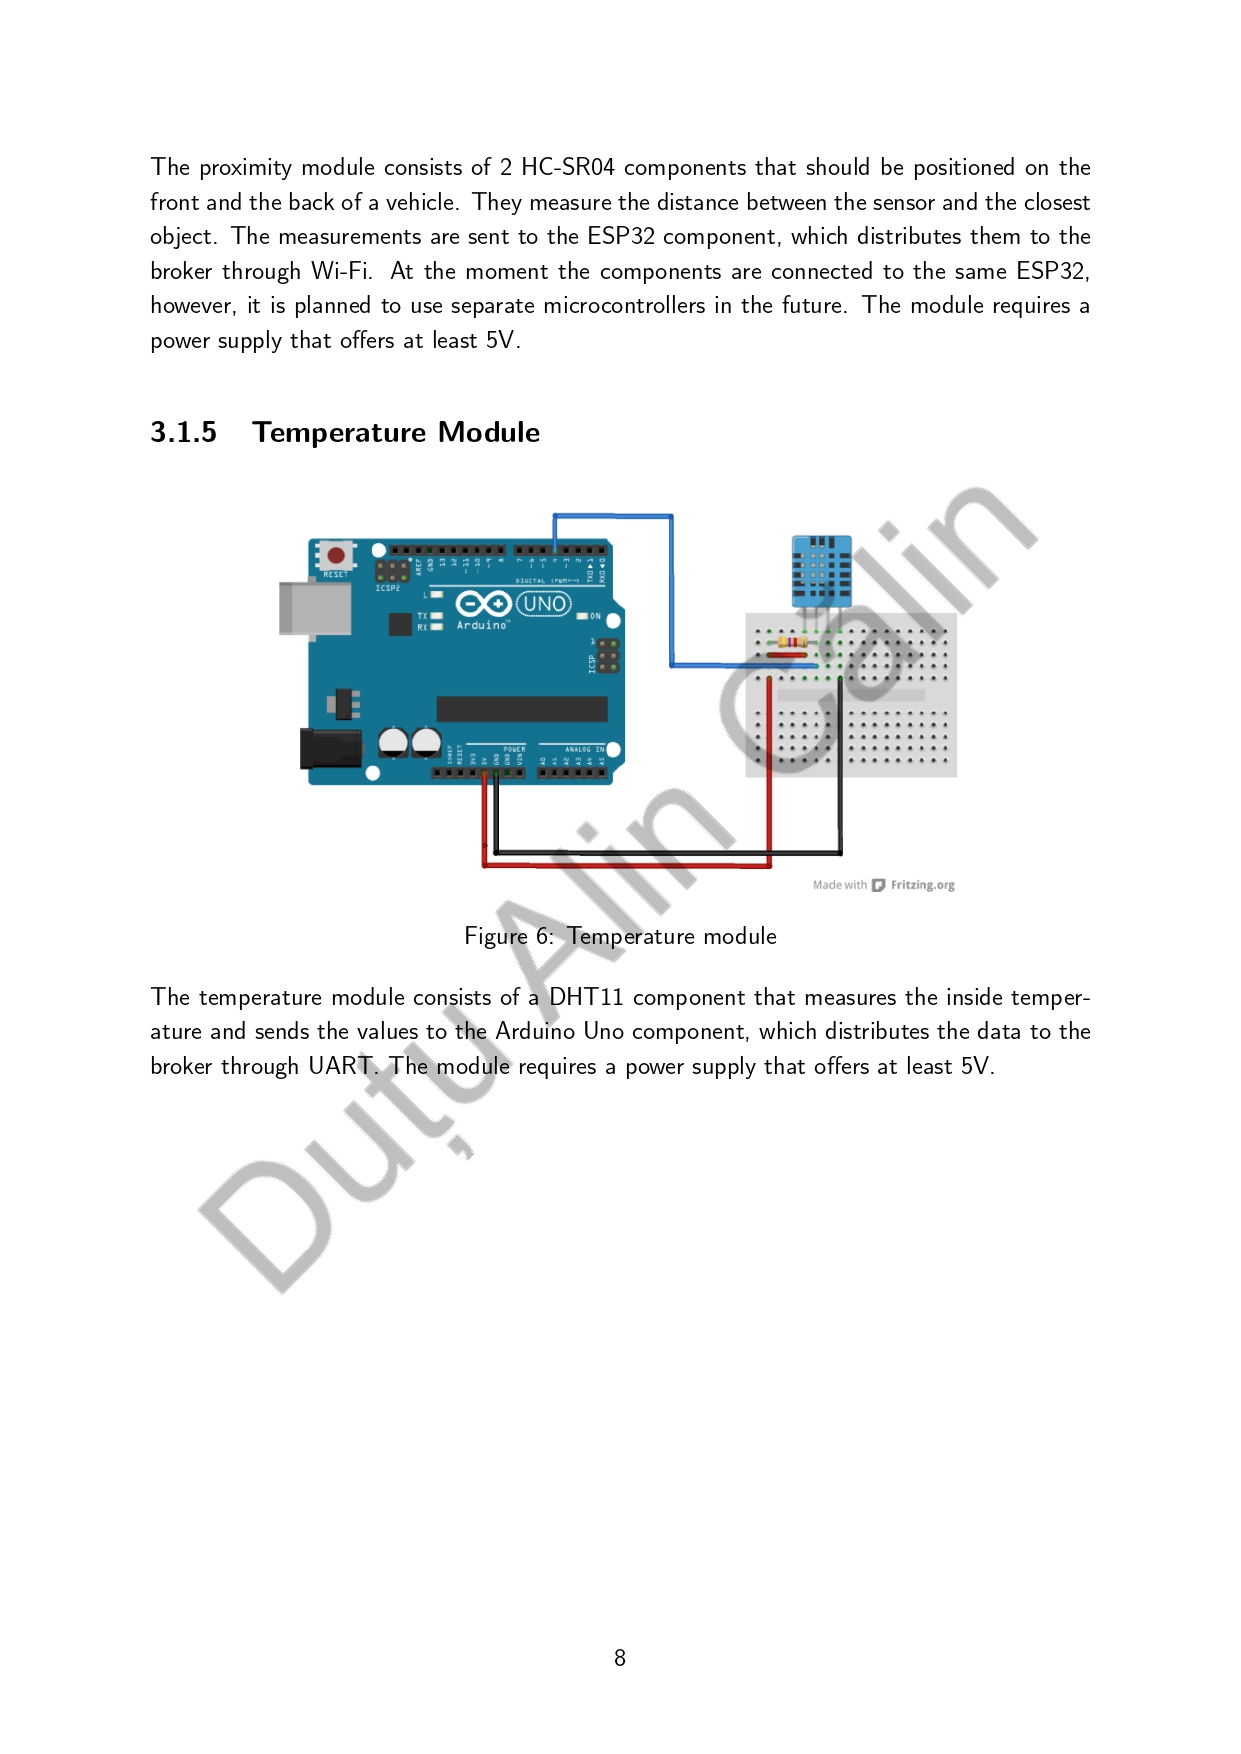 The proximity module consists of 2 HC-SR04 components that should be positioned on the
front and the back of a vehicle. They measure the distance between the sensor and the closest
object. The measurements are sent to the ESP32 component, which distributes them to the
broker through Wi-Fi. At the moment the components are connected to the same ESP32,
however, it is planned to use separate microcontrollers in the future. The module requires a
power supply that offers at least 5V.
3.1.5 Temperature Module
RESET
ICSP2
AREF
GND
13
12
~11
~10
~9
8
7
~6
~5
4
~3
2
TX0▶1
RX0◀0
DIGITAL (PWM=~)
L
TX
RX
Arduino™
UNO
ON
ICSP
1
IOREF
RESET
3V3
5V
GND
GND
VIN
POWER
ANALOG IN
A0
A1
A2
A3
A4
A5
Made with Fritzing.org
Figure 6: Temperature module
The temperature module consists of a DHT11 component that measures the inside temper-
ature and sends the values to the Arduino Uno component, which distributes the data to the
broker through UART. The module requires a power supply that offers at least 5V.
Duțu Alin Calin
8